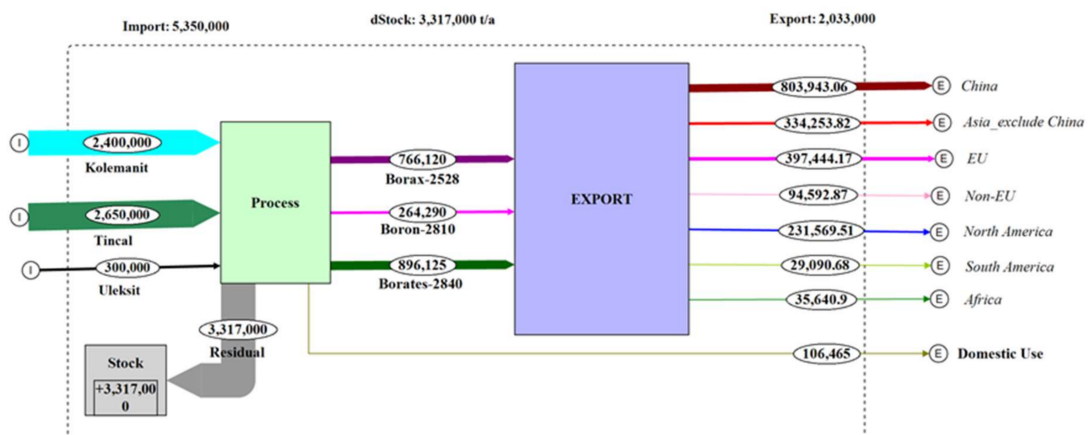 Import: 5,350,000
dStock: 3,317,000 t/a
Export: 2,033,000
I
2,400,000
Kolemanit
I
2,650,000
Tincal
I
300,000
Uleksit
Process
3,317,000
Residual
Stock
+3,317,00
0
766,120
Borax-2528
264,290
Boron-2810
896,125
Borates-2840
EXPORT
803,943.06
E
China
334,253.82
E
Asia_exclude China
397,444.17
E
EU
94,592.87
E
Non-EU
231,569.51
E
North America
29,090.68
E
South America
35,640.9
E
Africa
106,465
E
Domestic Use